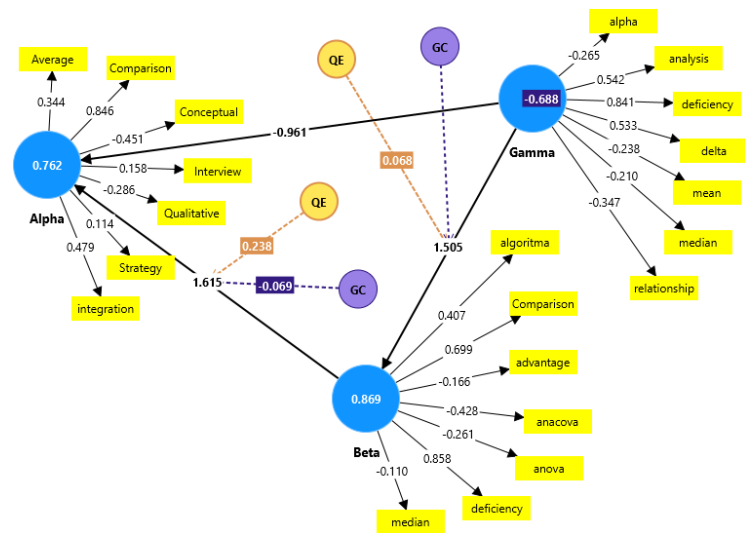 alpha
-0.265
analysis
0.542
deficiency
0.841
delta
0.533
mean
-0.238
median
-0.210
relationship
-0.347
-0.688
Gamma
QE
GC
0.068
1.505
-0.961
Average
0.344
Comparison
0.846
Conceptual
-0.451
Interview
0.158
Qualitative
-0.286
Strategy
0.114
integration
0.479
0.762
Alpha
QE
0.238
GC
-0.069
1.615
algoritma
0.407
Comparison
0.699
advantage
-0.166
anacova
-0.428
anova
-0.261
deficiency
0.858
median
-0.110
0.869
Beta